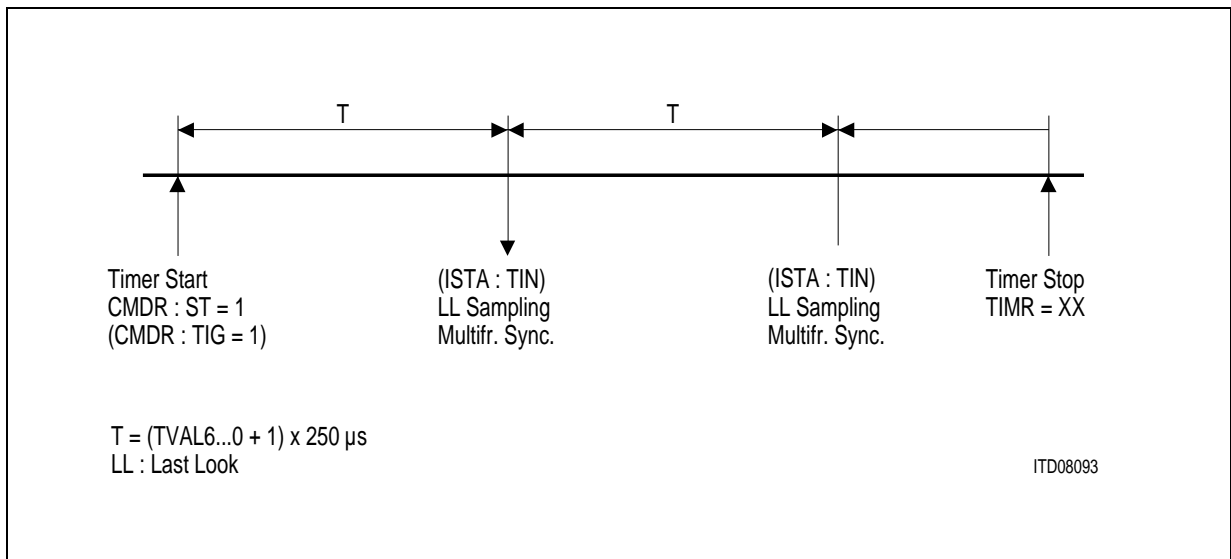 T
T
Timer Start
CMDR : ST = 1
(CMDR : TIG = 1)
(ISTA : TIN)
LL Sampling
Multifr. Sync.
(ISTA : TIN)
LL Sampling
Multifr. Sync.
Timer Stop
TIMR = XX
T = (TVAL6...0 + 1) x 250 µs
LL : Last Look
ITD08093